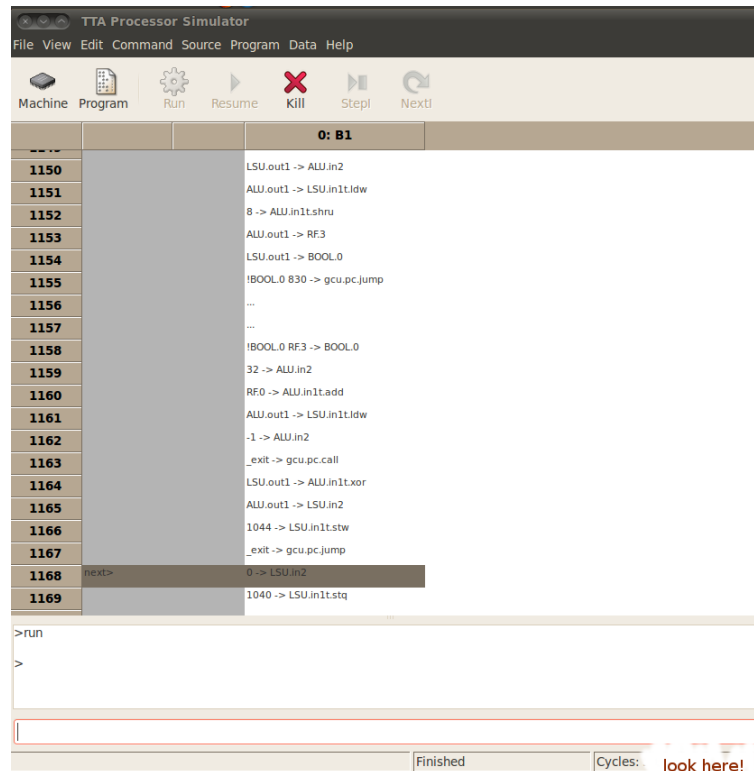 TTA Processor Simulator
File View Edit Command Source Program Data Help
Machine Program Run Resume Kill StepI NextI
0: B1
1150 LSU.out1 -> ALU.in2
1151 ALU.out1 -> LSU.in1t.ldw
1152 8 -> ALU.in1t.shru
1153 ALU.out1 -> RF.3
1154 LSU.out1 -> BOOL.0
1155 !BOOL.0 830 -> gcu.pc.jump
1156 ...
1157 ...
1158 !BOOL.0 RF.3 -> BOOL.0
1159 32 -> ALU.in2
1160 RF.0 -> ALU.in1t.add
1161 ALU.out1 -> LSU.in1t.ldw
1162 -1 -> ALU.in2
1163 _exit -> gcu.pc.call
1164 LSU.out1 -> ALU.in1t.xor
1165 ALU.out1 -> LSU.in2
1166 1044 -> LSU.in1t.stw
1167 _exit -> gcu.pc.jump
1168 next> 0 -> LSU.in2
1169 1040 -> LSU.in1t.stq
>run
>
Finished Cycles: look here!